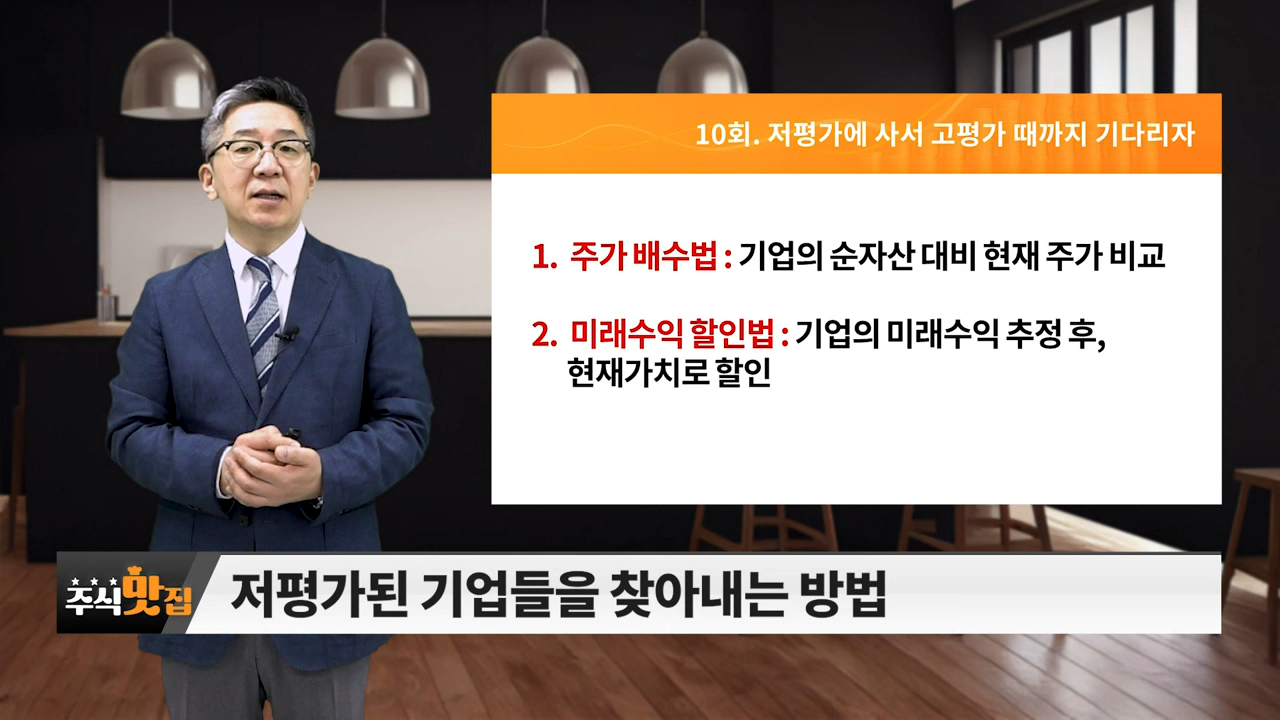 10회. 저평가에 사서 고평가 때까지 기다리자
1. 주가 배수법 : 기업의 순자산 대비 현재 주가 비교
2. 미래수익 할인법 : 기업의 미래수익 추정 후,
현재가치로 할인
주식맛집
저평가된 기업들을 찾아내는 방법